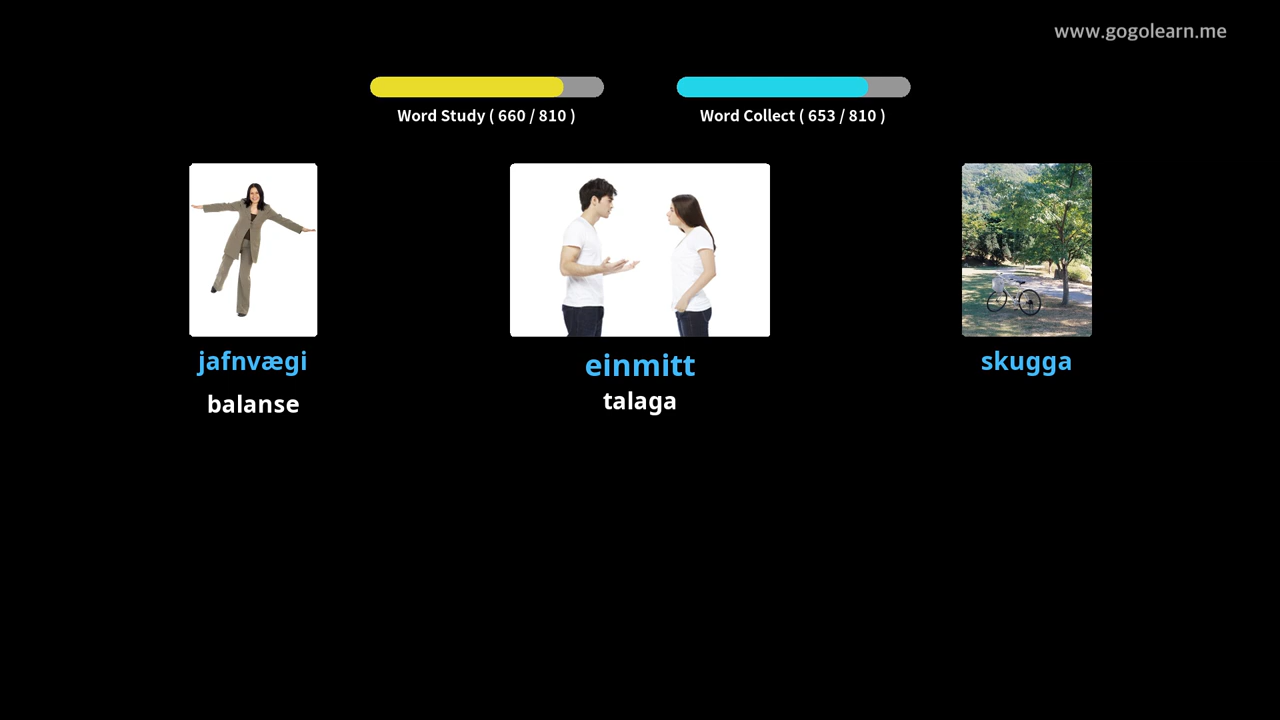 www.gogolearn.me
Word Study ( 660 / 810 )
Word Collect ( 653 / 810 )
jafnvægi
balanse
einmitt
talaga
skugga